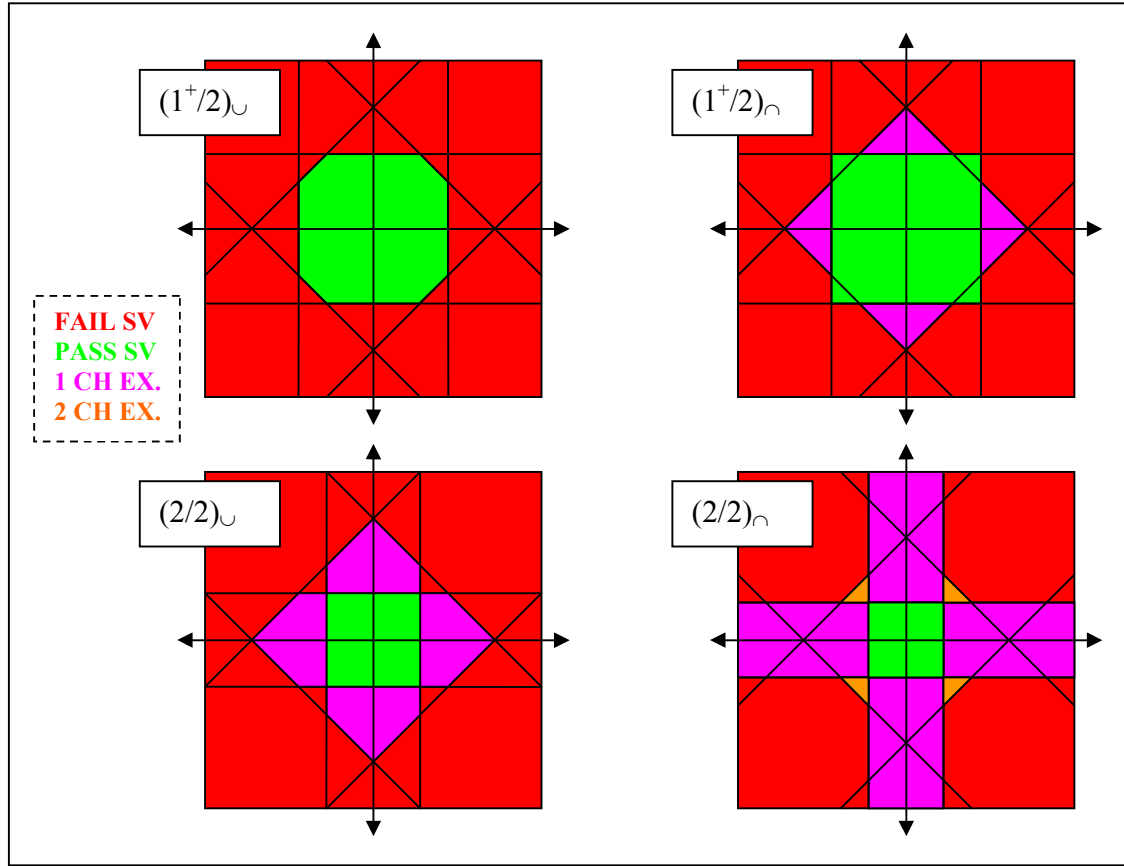 (1⁺/2)∪
(1⁺/2)∩
FAIL SV
PASS SV
1 CH EX.
2 CH EX.
(2/2)∪
(2/2)∩